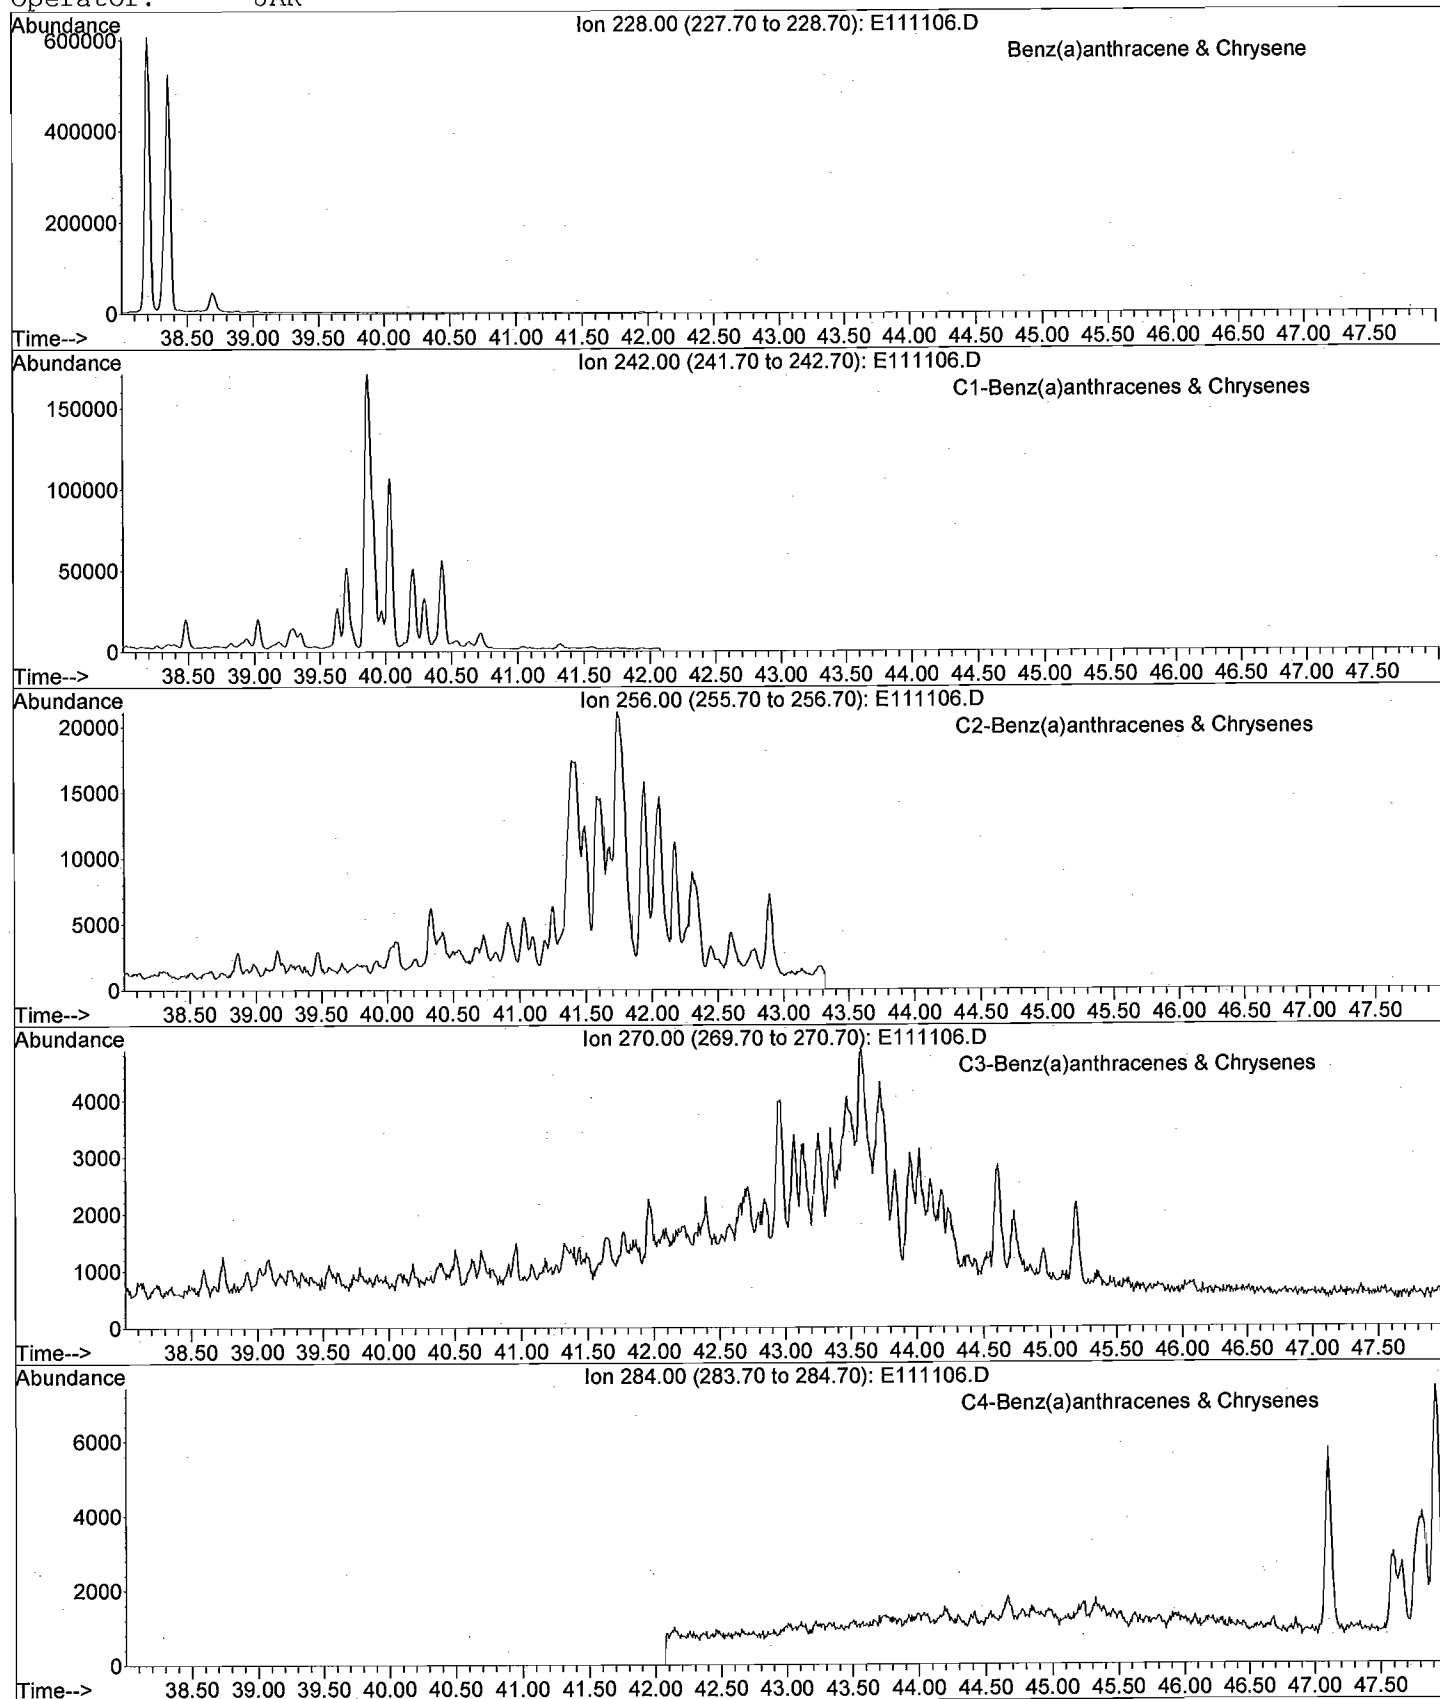 Operator: SAR
Abundance Ion 228.00 (227.70 to 228.70): E111106.D
600000 Benz(a)anthracene & Chrysene
400000
200000
0
Time--> 38.50 39.00 39.50 40.00 40.50 41.00 41.50 42.00 42.50 43.00 43.50 44.00 44.50 45.00 45.50 46.00 46.50 47.00 47.50
Abundance Ion 242.00 (241.70 to 242.70): E111106.D
C1-Benz(a)anthracenes & Chrysenes
150000
100000
50000
0
Time--> 38.50 39.00 39.50 40.00 40.50 41.00 41.50 42.00 42.50 43.00 43.50 44.00 44.50 45.00 45.50 46.00 46.50 47.00 47.50
Abundance Ion 256.00 (255.70 to 256.70): E111106.D
20000 C2-Benz(a)anthracenes & Chrysenes
15000
10000
5000
0
Time--> 38.50 39.00 39.50 40.00 40.50 41.00 41.50 42.00 42.50 43.00 43.50 44.00 44.50 45.00 45.50 46.00 46.50 47.00 47.50
Abundance Ion 270.00 (269.70 to 270.70): E111106.D
C3-Benz(a)anthracenes & Chrysenes
4000
3000
2000
1000
0
Time--> 38.50 39.00 39.50 40.00 40.50 41.00 41.50 42.00 42.50 43.00 43.50 44.00 44.50 45.00 45.50 46.00 46.50 47.00 47.50
Abundance Ion 284.00 (283.70 to 284.70): E111106.D
C4-Benz(a)anthracenes & Chrysenes
6000
4000
2000
0
Time--> 38.50 39.00 39.50 40.00 40.50 41.00 41.50 42.00 42.50 43.00 43.50 44.00 44.50 45.00 45.50 46.00 46.50 47.00 47.50